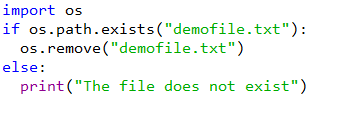 import os
if os.path.exists("demofile.txt"):
  os.remove("demofile.txt")
else:
  print("The file does not exist")